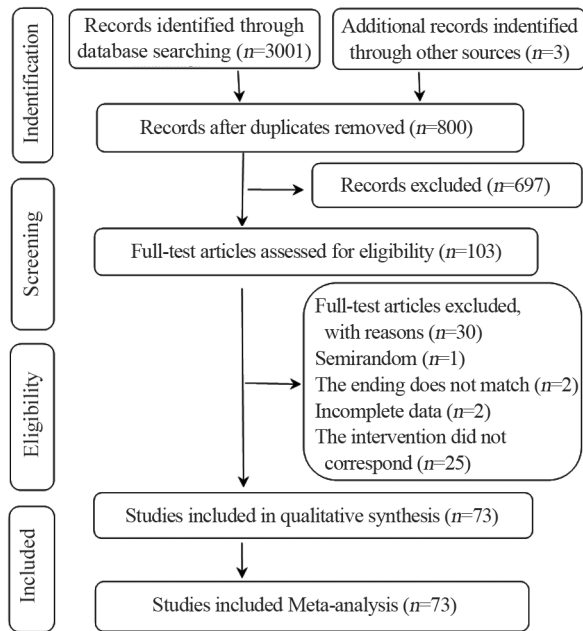 Indentification
Records identified through
database searching (n=3001)
Additional records indentified
through other sources (n=3)
Records after duplicates removed (n=800)
Screening
Records excluded (n=697)
Full-test articles assessed for eligibility (n=103)
Eligibility
Full-test articles excluded,
with reasons (n=30)
Semirandom (n=1)
The ending does not match (n=2)
Incomplete data (n=2)
The intervention did not
correspond (n=25)
Included
Studies included in qualitative synthesis (n=73)
Studies included Meta-analysis (n=73)